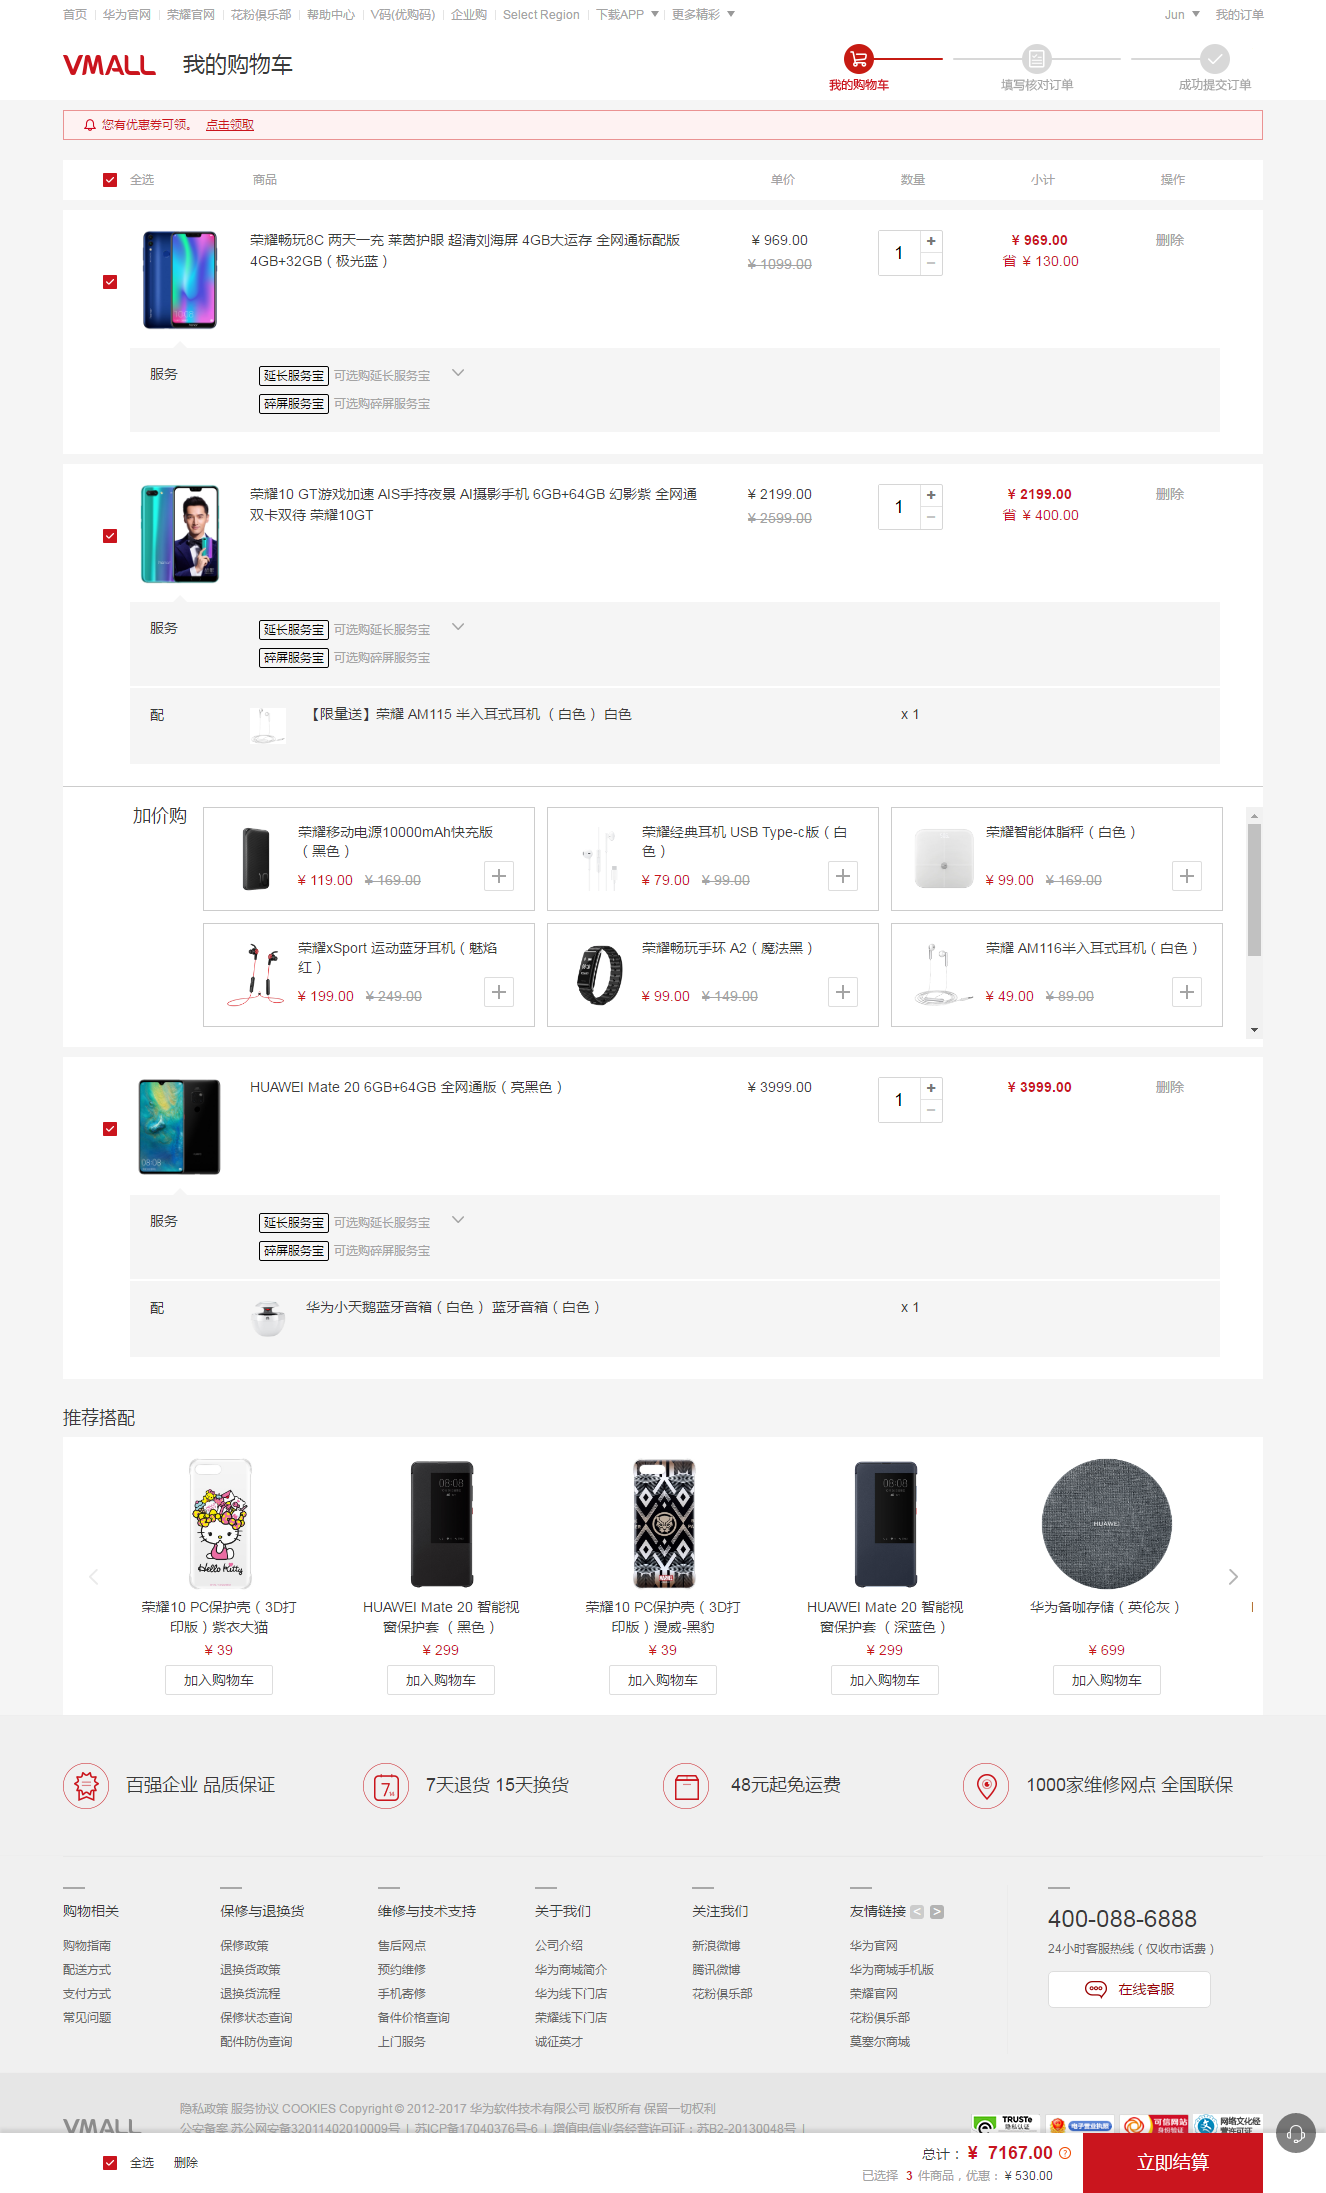 首页 华为官网 荣耀官网 花粉俱乐部 帮助中心 V码(优购码) 企业购 Select Region 下载APP 更多精彩 Jun 我的订单
VMALL 我的购物车
我的购物车 填写核对订单 成功提交订单
您有优惠券可领。 点击领取
全选 商品 单价 数量 小计 操作
荣耀畅玩8C 两天一充 莱茵护眼 超清刘海屏 4GB大运存 全网通标配版 ¥ 969.00 1 + ¥ 969.00 删除
4GB+32GB（极光蓝） ¥ 1099.00 − 省 ¥ 130.00
服务 延长服务宝 可选购延长服务宝
碎屏服务宝 可选购碎屏服务宝
荣耀10 GT游戏加速 AIS手持夜景 AI摄影手机 6GB+64GB 幻影紫 全网通 ¥ 2199.00 1 + ¥ 2199.00 删除
双卡双待 荣耀10GT ¥ 2599.00 − 省 ¥ 400.00
服务 延长服务宝 可选购延长服务宝
碎屏服务宝 可选购碎屏服务宝
配 【限量送】荣耀 AM115 半入耳式耳机 （白色） 白色 x 1
加价购
荣耀移动电源10000mAh快充版
（黑色）
¥ 119.00 ¥ 169.00 +
荣耀经典耳机 USB Type-c版（白
色）
¥ 79.00 ¥ 99.00 +
荣耀智能体脂秤（白色）
¥ 99.00 ¥ 169.00 +
荣耀xSport 运动蓝牙耳机（魅焰
红）
¥ 199.00 ¥ 249.00 +
荣耀畅玩手环 A2（魔法黑）
¥ 99.00 ¥ 149.00 +
荣耀 AM116半入耳式耳机（白色）
¥ 49.00 ¥ 89.00 +
HUAWEI Mate 20 6GB+64GB 全网通版（亮黑色） ¥ 3999.00 1 + − ¥ 3999.00 删除
08:08
服务 延长服务宝 可选购延长服务宝
碎屏服务宝 可选购碎屏服务宝
配 华为小天鹅蓝牙音箱（白色） 蓝牙音箱（白色） x 1
推荐搭配
Hello Kitty
08:08
MARVEL
08:08
HUAWEI
荣耀10 PC保护壳（3D打
印版）紫衣大猫
¥ 39
加入购物车
HUAWEI Mate 20 智能视
窗保护套 （黑色）
¥ 299
加入购物车
荣耀10 PC保护壳（3D打
印版）漫威-黑豹
¥ 39
加入购物车
HUAWEI Mate 20 智能视
窗保护套 （深蓝色）
¥ 299
加入购物车
华为备咖存储（英伦灰）
¥ 699
加入购物车
百强企业 品质保证 7天退货 15天换货 48元起免运费 1000家维修网点 全国联保
购物相关
购物指南
配送方式
支付方式
常见问题
保修与退换货
保修政策
退换货政策
退换货流程
保修状态查询
配件防伪查询
维修与技术支持
售后网点
预约维修
手机寄修
备件价格查询
上门服务
关于我们
公司介绍
华为商城简介
华为线下门店
荣耀线下门店
诚征英才
关注我们
新浪微博
腾讯微博
花粉俱乐部
友情链接 < >
华为官网
华为商城手机版
荣耀官网
花粉俱乐部
莫塞尔商城
400-088-6888
24小时客服热线（仅收市话费）
在线客服
VMALL
隐私政策 服务协议 COOKIES Copyright © 2012-2017 华为软件技术有限公司 版权所有 保留一切权利
公安备案 苏公网安备32011402010009号 | 苏ICP备17040376号-6 | 增值电信业务经营许可证：苏B2-20130048号 |
TRUSTe 隐私认证 电子营业执照 可信网站 身份验证 网络文化经营许可证
全选 删除 总计： ¥ 7167.00 ? 立即结算
已选择 3 件商品，优惠： ¥ 530.00